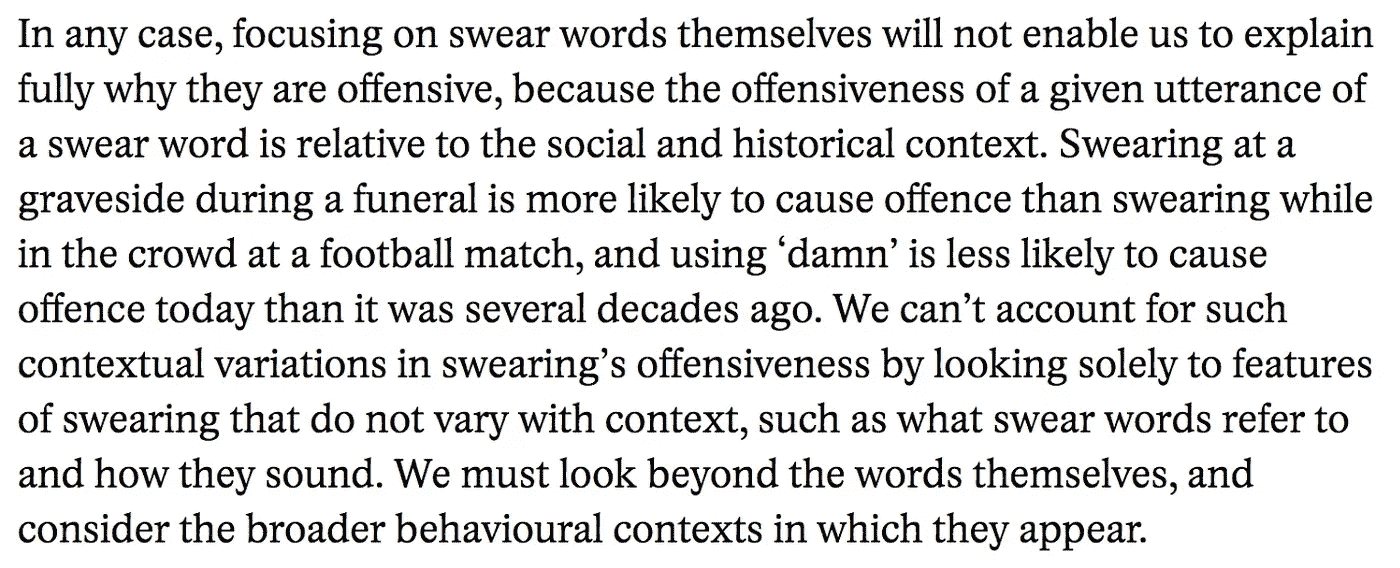 In any case, focusing on swear words themselves will not enable us to explain
fully why they are offensive, because the offensiveness of a given utterance of
a swear word is relative to the social and historical context. Swearing at a
graveside during a funeral is more likely to cause offence than swearing while
in the crowd at a football match, and using ‘damn’ is less likely to cause
offence today than it was several decades ago. We can’t account for such
contextual variations in swearing’s offensiveness by looking solely to features
of swearing that do not vary with context, such as what swear words refer to
and how they sound. We must look beyond the words themselves, and
consider the broader behavioural contexts in which they appear.